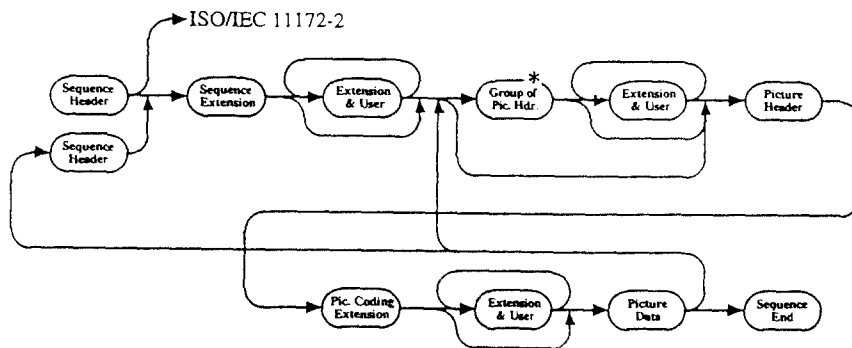 ISO/IEC 11172-2
Sequence
Header
Sequence
Extension
Extension
& User
*
Group of
Pic. Hdr.
Extension
& User
Picture
Header
Sequence
Header
Pic. Coding
Extension
Extension
& User
Picture
Data
Sequence
End